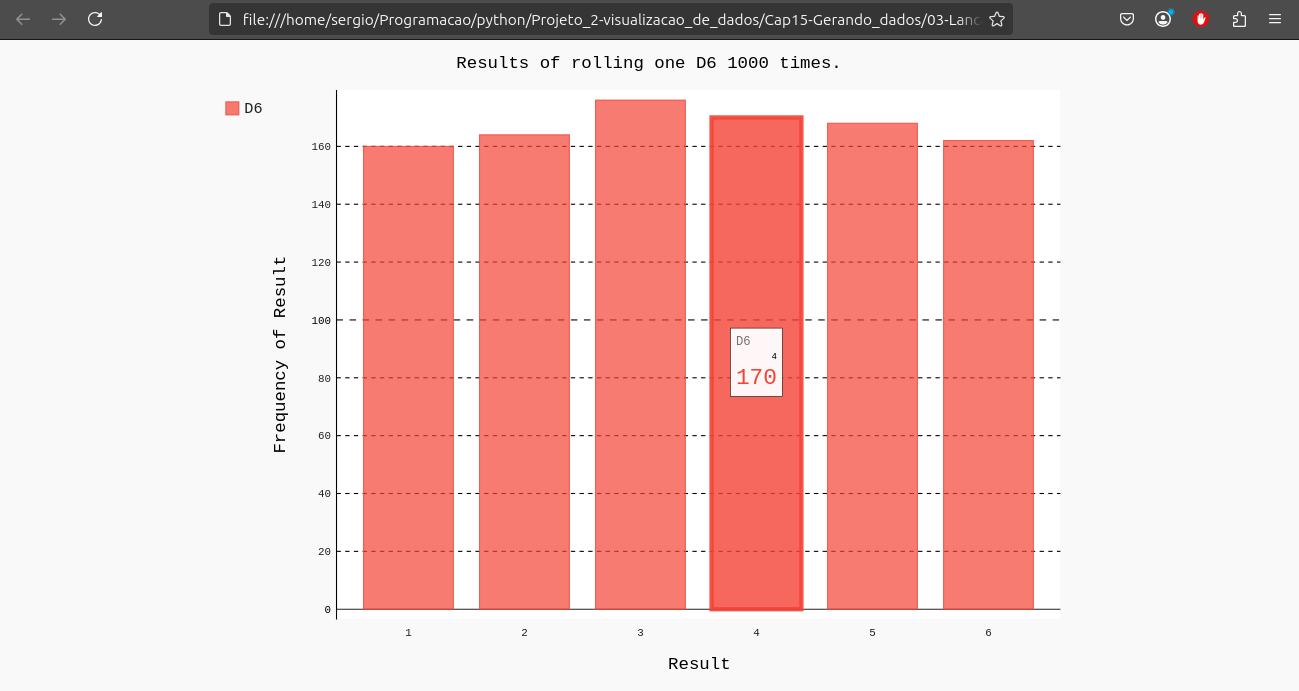 file:///home/sergio/Programacao/python/Projeto_2-visualizacao_de_dados/Cap15-Gerando_dados/03-Lanc
Results of rolling one D6 1000 times.
D6
160
140
120
100
80
60
40
20
0
Frequency of Result
D6
4
170
1 2 3 4 5 6
Result